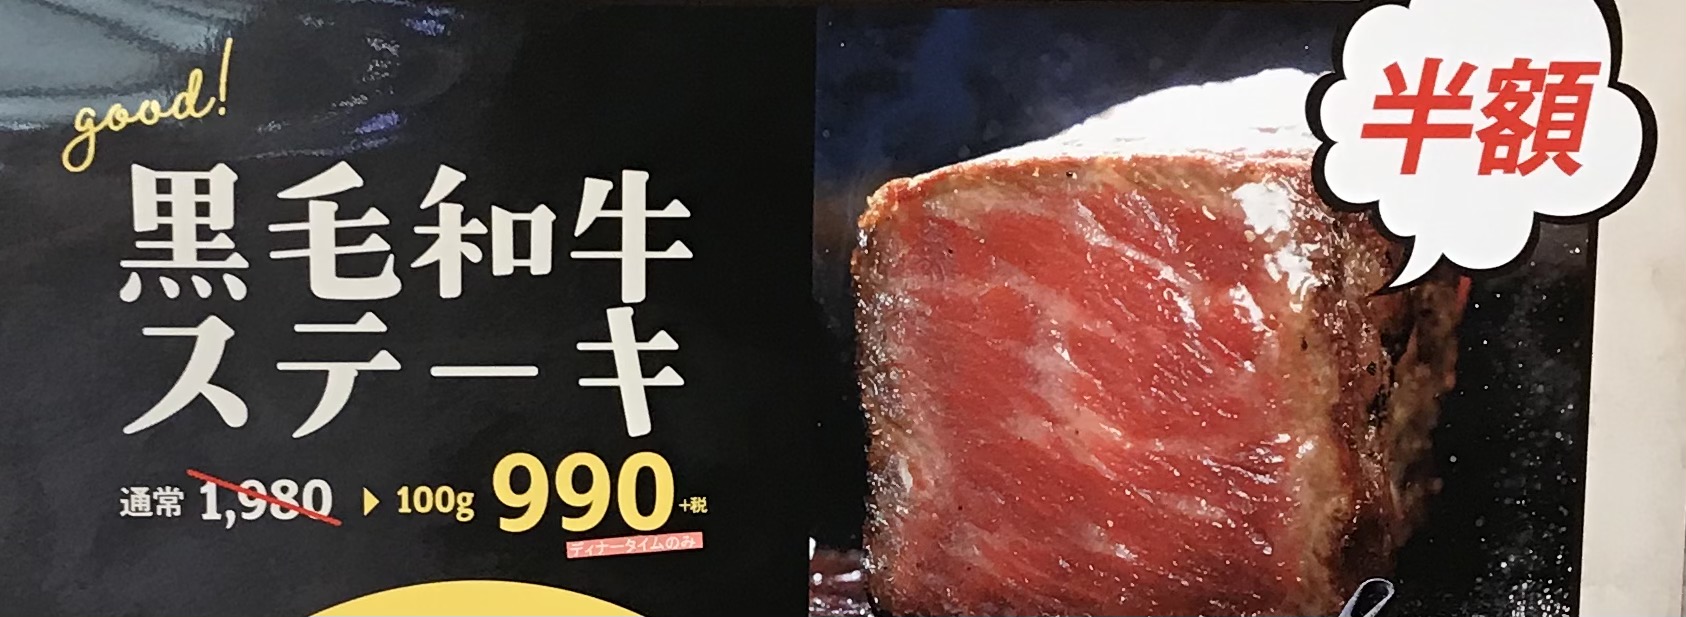 good!
黒毛和牛
ステーキ
通常 1,980 ▶ 100g 990+税
ディナータイムのみ
半額